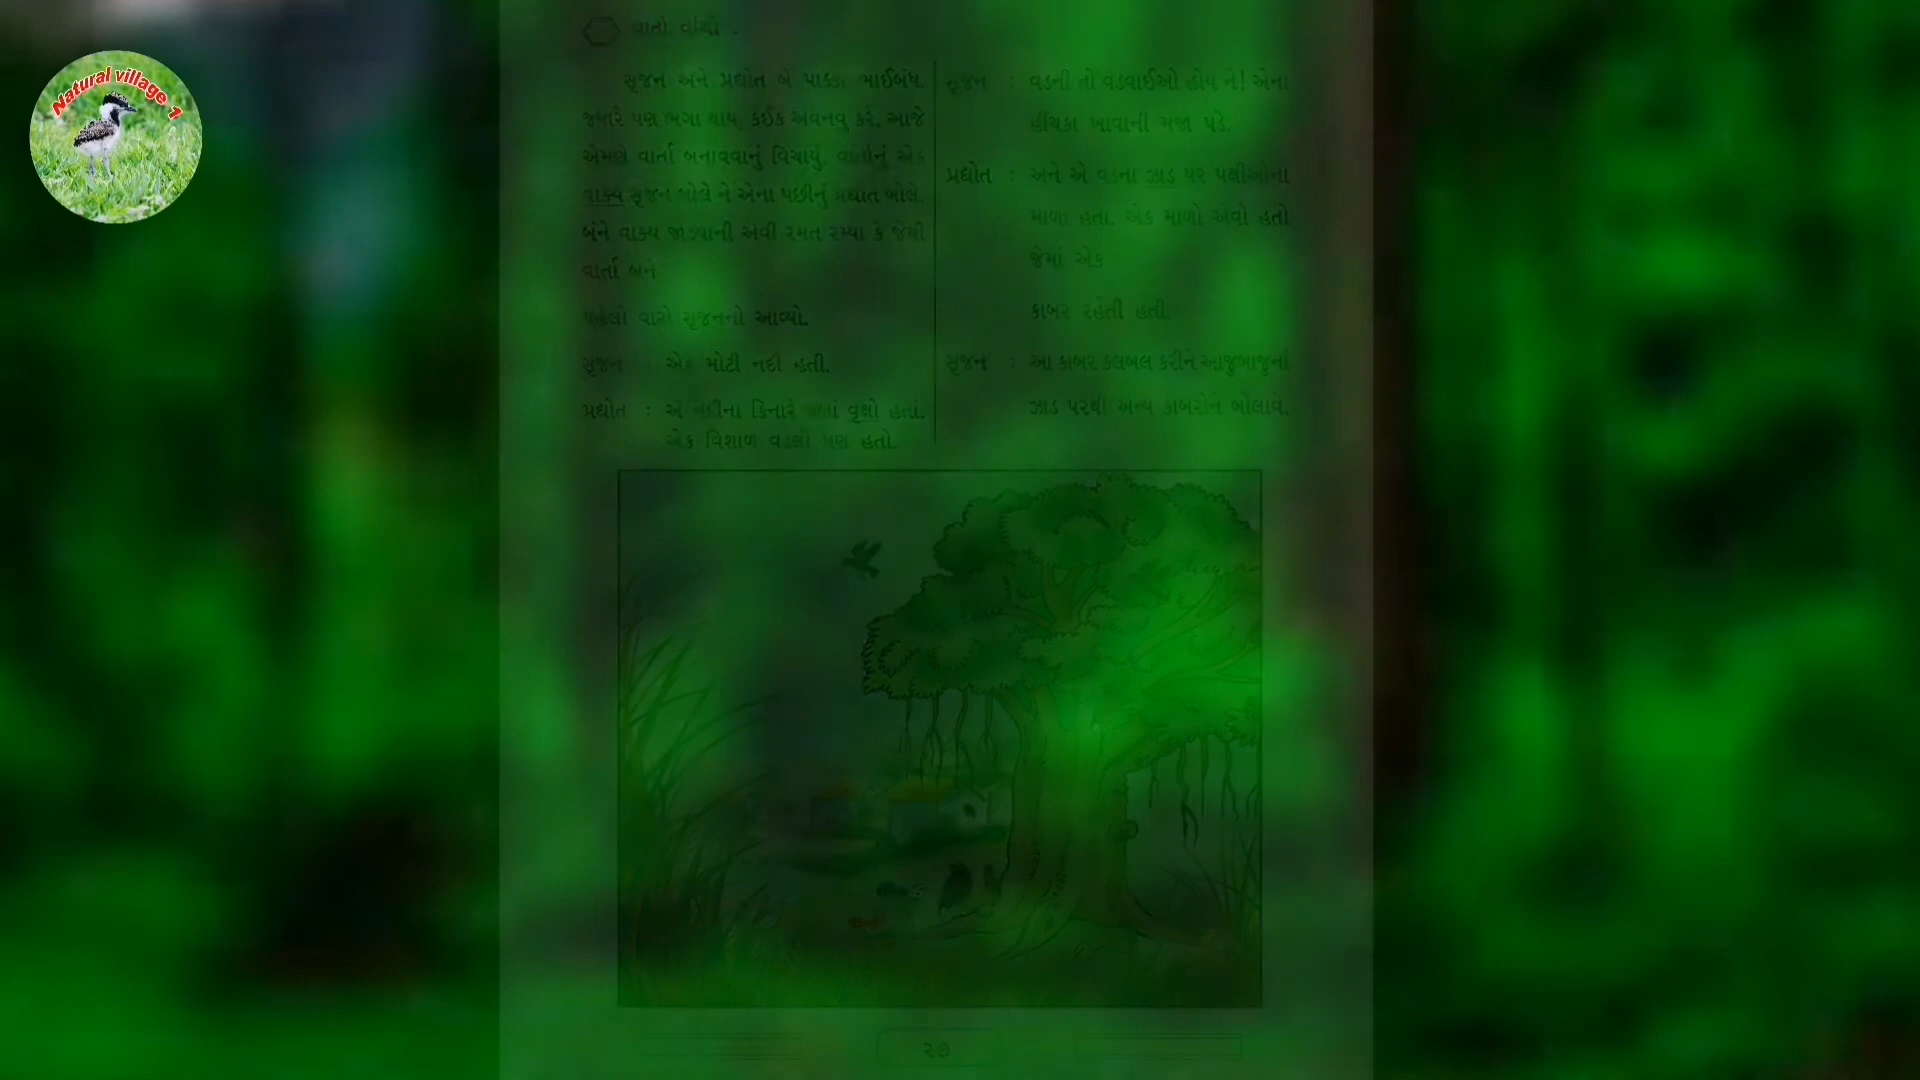 Natural village 1
વાર્તા વાંચો .
સૃજન અને પ્રદ્યોત બે પાક્કા ભાઈબંધ.
જ્યારે પણ ભેગા થાય, કંઈક અવનવું કરે. આજે
એમણે વાર્તા બનાવવાનું વિચાર્યું. વાર્તાનું એક
વાક્ય સૃજન બોલે ને એના પછીનું પ્રદ્યોત બોલે.
બંને વાક્ય જોડવાની એવી રમત રમ્યા કે જેથી
વાર્તા બને
પહેલો વારો સૃજનનો આવ્યો.
સૃજન : એક મોટી નદી હતી.
પ્રદ્યોત : એ નદીના કિનારે ઘણાં વૃક્ષો હતાં.
એક વિશાળ વડલો પણ હતો.
સૃજન : વડની તો વડવાઈઓ હોય ને! એના
હીંચકા ખાવાની મજા પડે.
પ્રદ્યોત : અને એ વડના ઝાડ પર પક્ષીઓના
માળા હતા. એક માળો એવો હતો
જેમાં એક
કાબર રહેતી હતી.
સૃજન : આ કાબર કલબલ કરીને આજુબાજુનાં
ઝાડ પરથી અન્ય કાબરોને બોલાવે.
૨૭